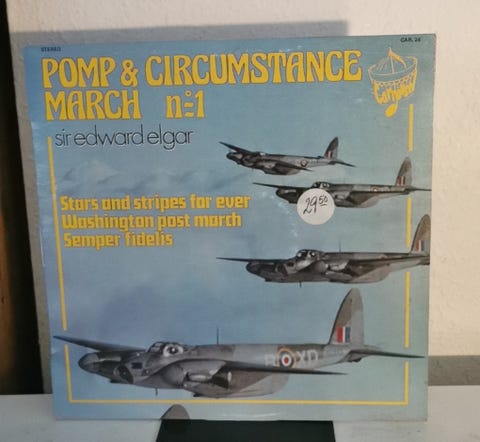 STEREO
CAR. 24
POMP & CIRCUMSTANCE
MARCH nº1
sir edward elgar
Stars and stripes for ever
Washington post march
Semper fidelis
29.50